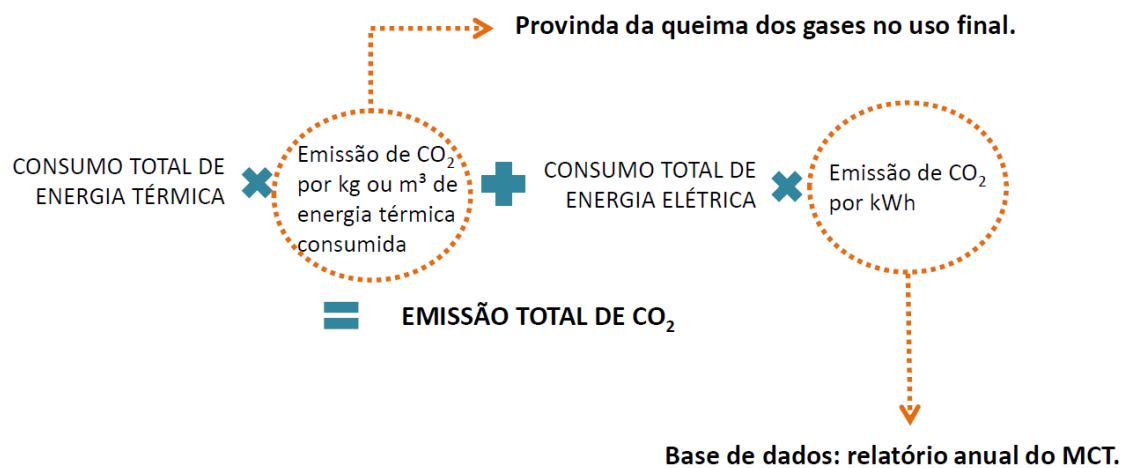 Provinda da queima dos gases no uso final.
CONSUMO TOTAL DE
ENERGIA TÉRMICA
Emissão de CO₂
por kg ou m³ de
energia térmica
consumida
CONSUMO TOTAL DE
ENERGIA ELÉTRICA
Emissão de CO₂
por kWh
EMISSÃO TOTAL DE CO₂
Base de dados: relatório anual do MCT.